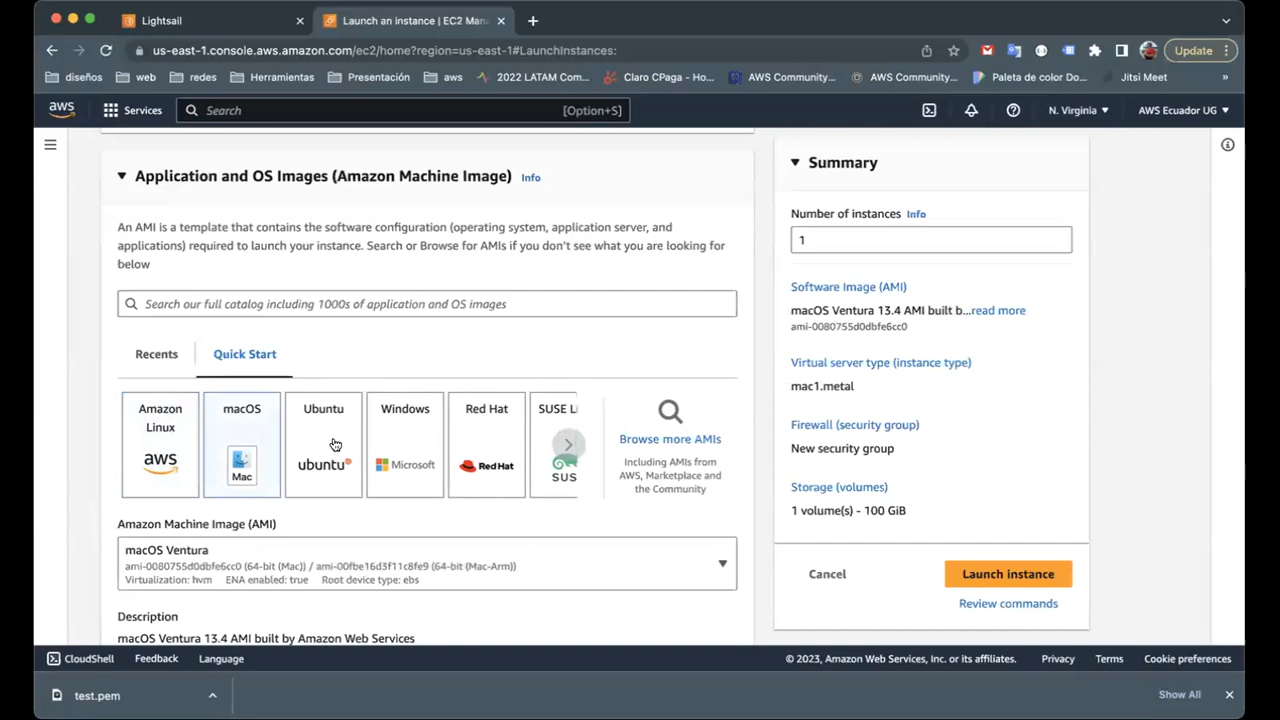 Lightsail
Launch an instance | EC2 Man
us-east-1.console.aws.amazon.com/ec2/home?region=us-east-1#LaunchInstances:
Update
diseños
web
redes
Herramientas
Presentación
aws
2022 LATAM Com...
Claro CPaga - Ho...
AWS Community...
AWS Community...
Paleta de color Do...
Jitsi Meet
»
aws
Services
Search
[Option+S]
N. Virginia
AWS Ecuador UG
Application and OS Images (Amazon Machine Image) Info
An AMI is a template that contains the software configuration (operating system, application server, and
applications) required to launch your instance. Search or Browse for AMIs if you don't see what you are looking for
below
Search our full catalog including 1000s of application and OS images
Recents
Quick Start
Amazon
Linux
aws
macOS
Mac
Ubuntu
ubuntu
Windows
Microsoft
Red Hat
Red Hat
SUSE Li
SUS
Browse more AMIs
Including AMIs from
AWS, Marketplace and
the Community
Amazon Machine Image (AMI)
macOS Ventura
ami-0080755d0dbfe6cc0 (64-bit (Mac)) / ami-00fbe16d3f11c8fe9 (64-bit (Mac-Arm))
Virtualization: hvm ENA enabled: true Root device type: ebs
Description
macOS Ventura 13.4 AMI built by Amazon Web Services
Summary
Number of instances Info
1
Software Image (AMI)
macOS Ventura 13.4 AMI built b...read more
ami-0080755d0dbfe6cc0
Virtual server type (instance type)
mac1.metal
Firewall (security group)
New security group
Storage (volumes)
1 volume(s) - 100 GiB
Cancel
Launch instance
Review commands
CloudShell
Feedback
Language
© 2023, Amazon Web Services, Inc. or its affiliates.
Privacy
Terms
Cookie preferences
test.pem
Show All